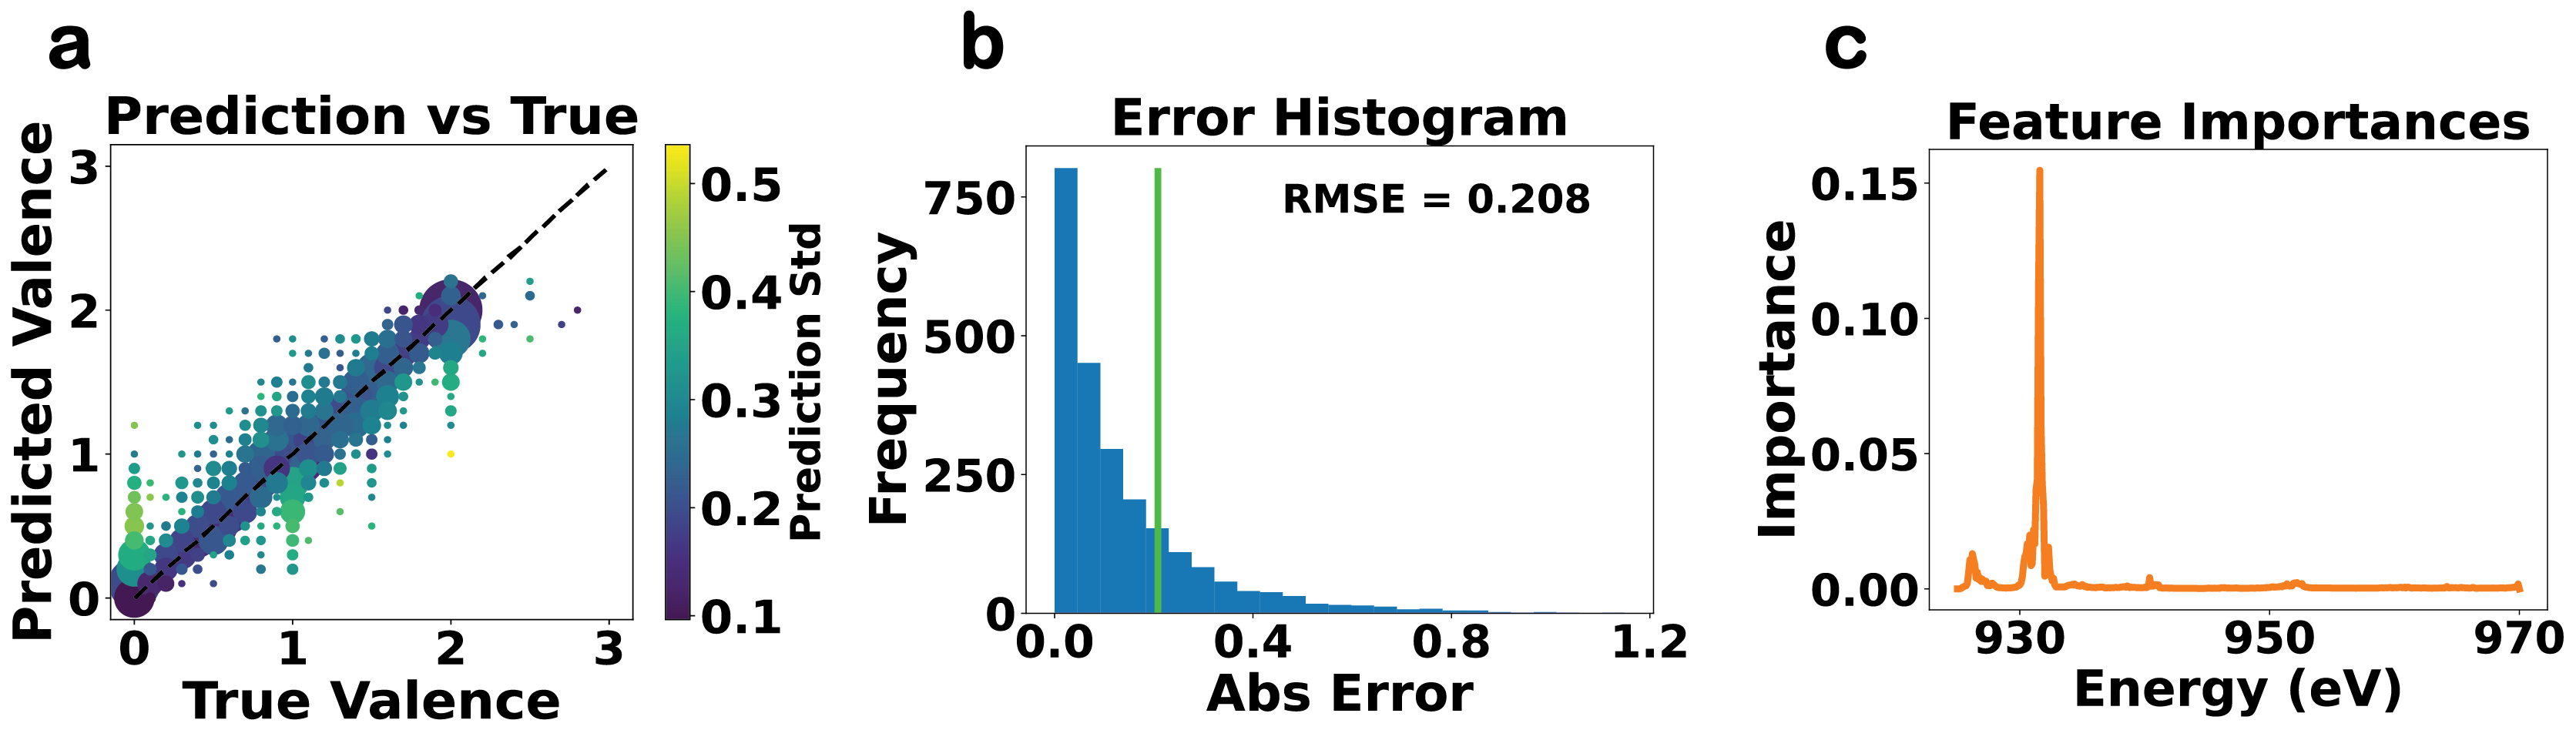 a
Prediction vs True
Predicted Valence
3
2
1
0
0 1 2 3
True Valence
0.5
0.4
0.3
0.2
0.1
Prediction Std
b
Error Histogram
Frequency
750
500
250
0
RMSE = 0.208
0.0 0.4 0.8 1.2
Abs Error
c
Feature Importances
Importance
0.15
0.10
0.05
0.00
930 950 970
Energy (eV)